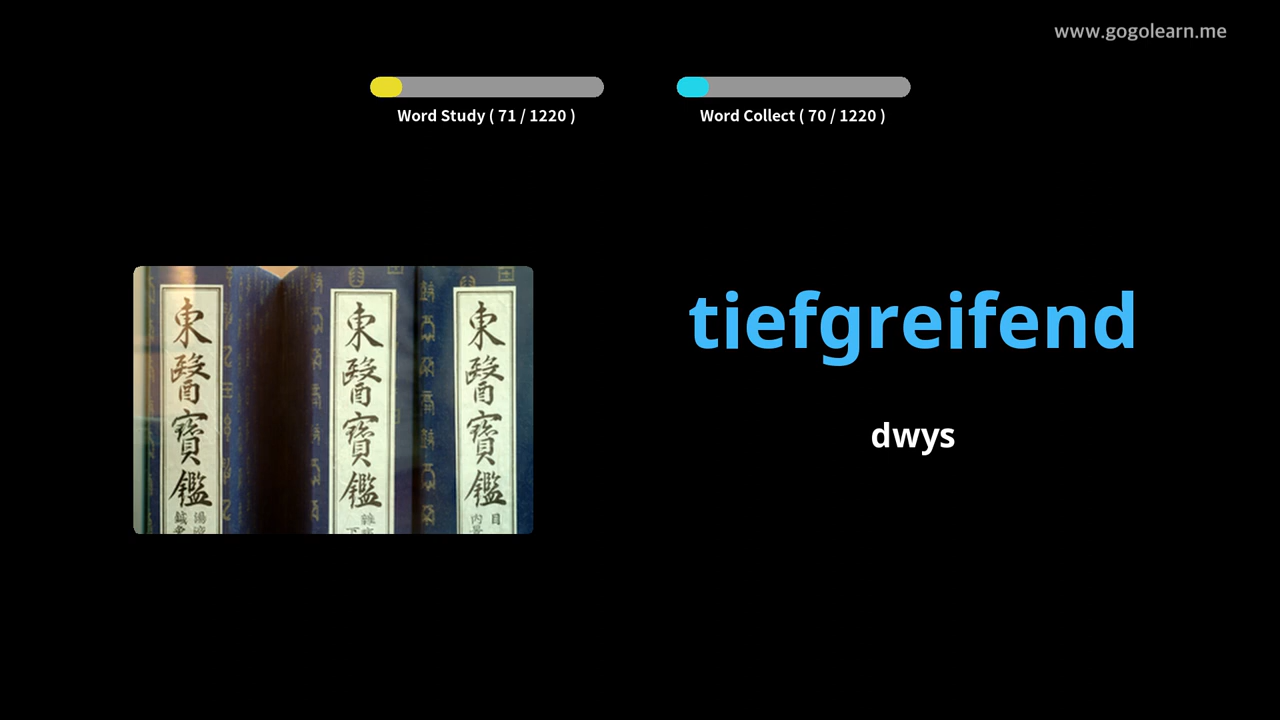 www.gogolearn.me
Word Study ( 71 / 1220 )
Word Collect ( 70 / 1220 )
東醫寶鑑
東醫寶鑑
東醫寶鑑
tiefgreifend
dwys